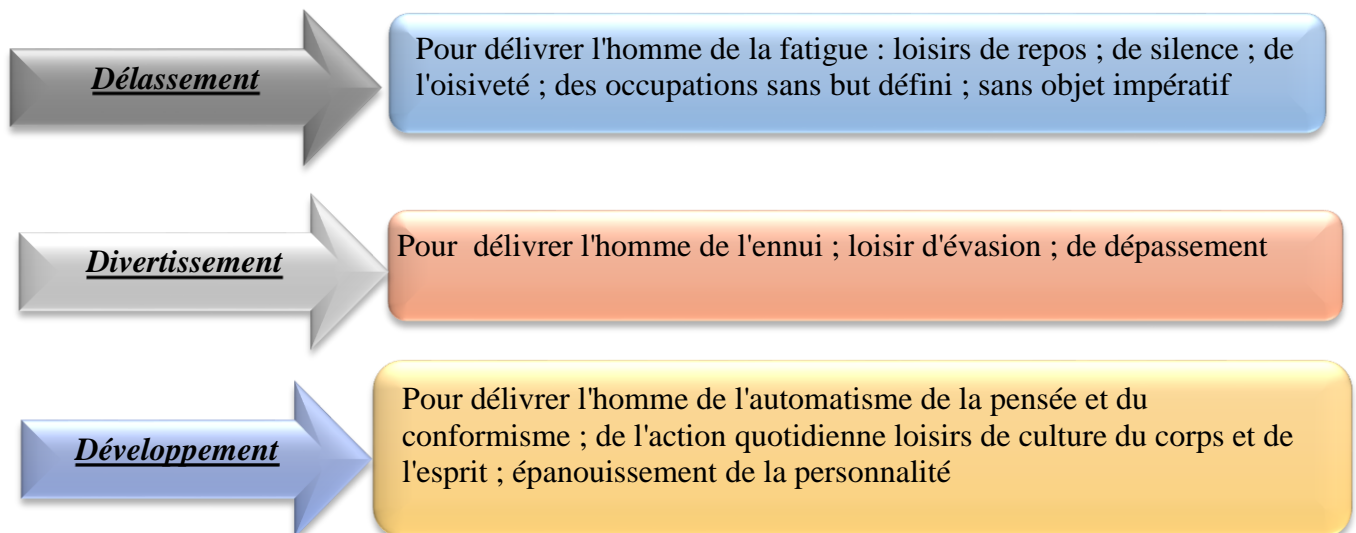 Délassement
Pour délivrer l'homme de la fatigue : loisirs de repos ; de silence ; de
l'oisiveté ; des occupations sans but défini ; sans objet impératif
Divertissement
Pour  délivrer l'homme de l'ennui ; loisir d'évasion ; de dépassement
Développement
Pour délivrer l'homme de l'automatisme de la pensée et du
conformisme ; de l'action quotidienne loisirs de culture du corps et de
l'esprit ; épanouissement de la personnalité